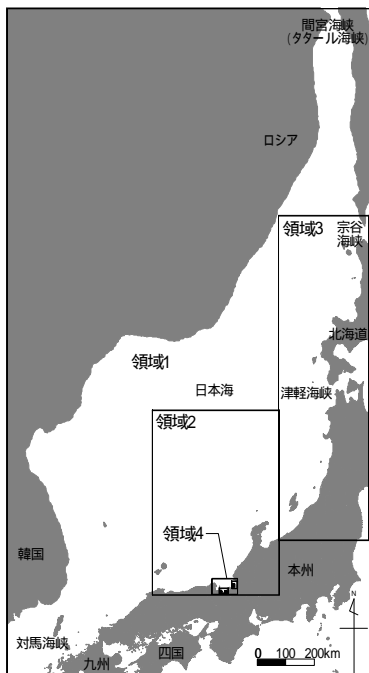 間宮海峡
(タタール海峡)
ロシア
領域3
宗谷
海峡
北海道
領域1
日本海
津軽海峡
領域2
領域4
韓国
本州
N
対馬海峡
四国
九州
0 100 200km